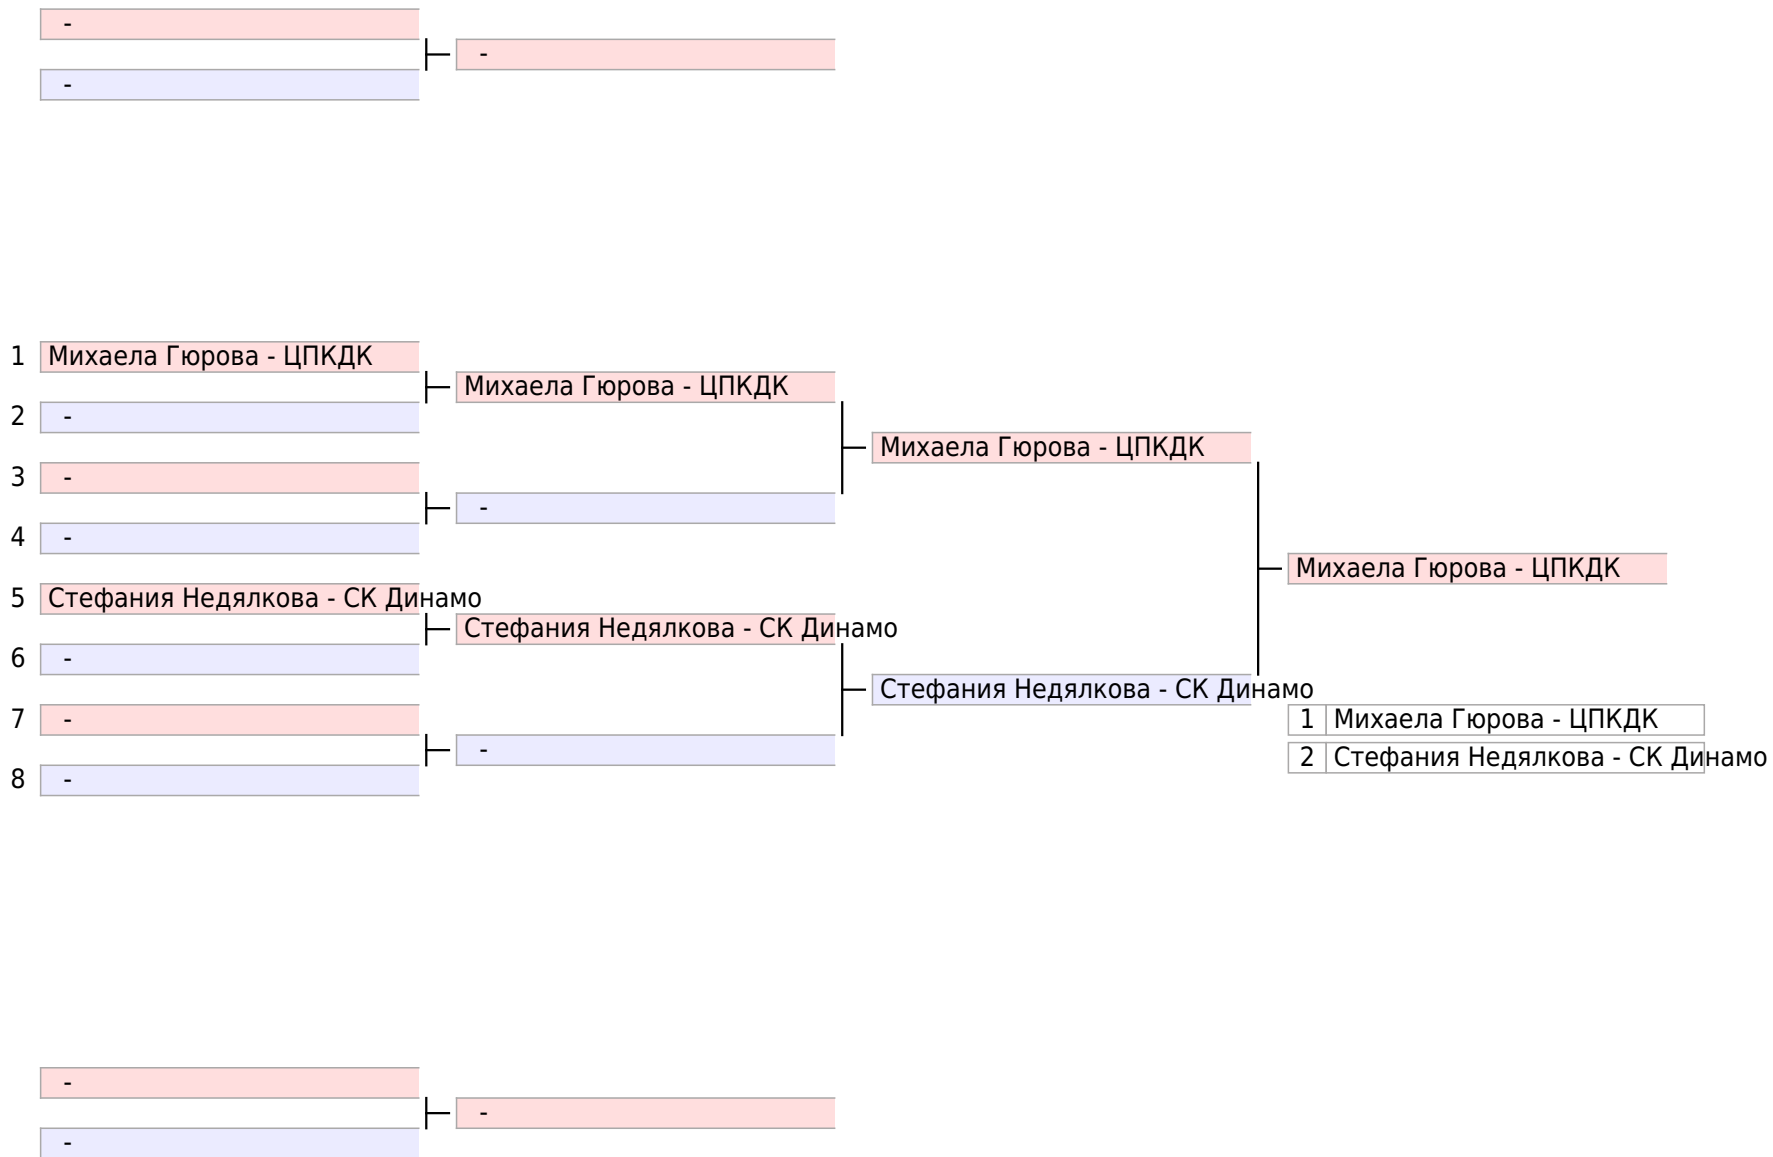 -
-
-
1 Михаела Гюрова - ЦПКДК
Михаела Гюрова - ЦПКДК
2 -
Михаела Гюрова - ЦПКДК
3 -
-
4 -
Михаела Гюрова - ЦПКДК
5 Стефания Недялкова - СК Динамо
Стефания Недялкова - СК Динамо
6 -
Стефания Недялкова - СК Динамо
7 -
1 Михаела Гюрова - ЦПКДК
-
2 Стефания Недялкова - СК Динамо
8 -
-
-
-